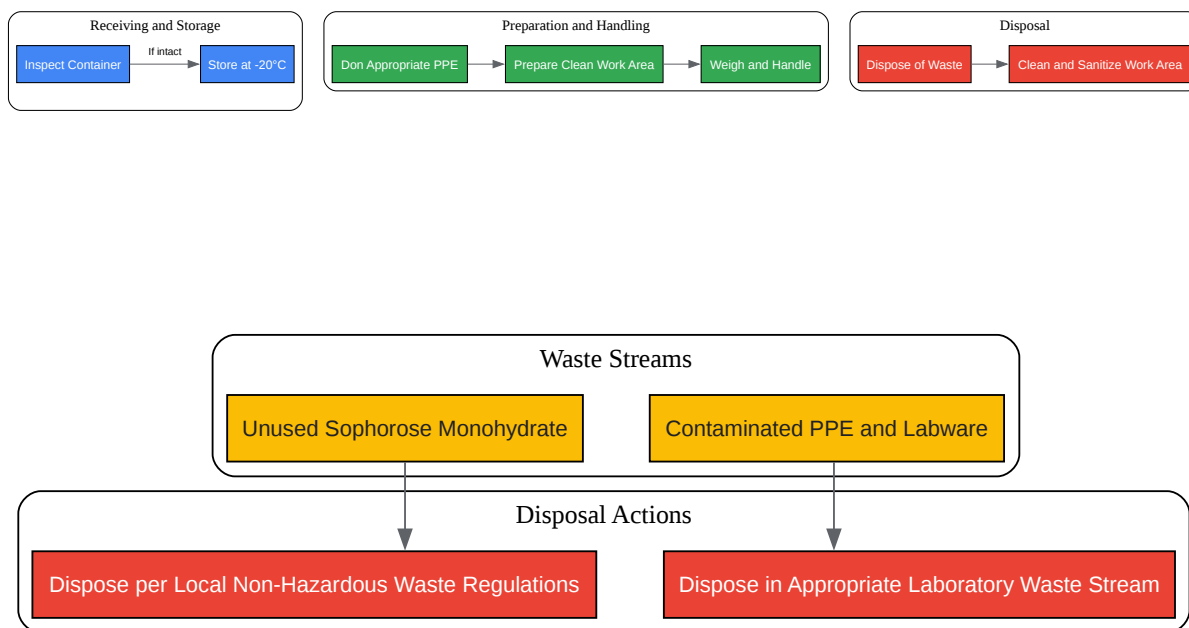 Receiving and Storage
Inspect Container
If intact
Store at -20°C
Preparation and Handling
Don Appropriate PPE
Prepare Clean Work Area
Weigh and Handle
Disposal
Dispose of Waste
Clean and Sanitize Work Area
Waste Streams
Unused Sophorose Monohydrate
Contaminated PPE and Labware
Disposal Actions
Dispose per Local Non-Hazardous Waste Regulations
Dispose in Appropriate Laboratory Waste Stream